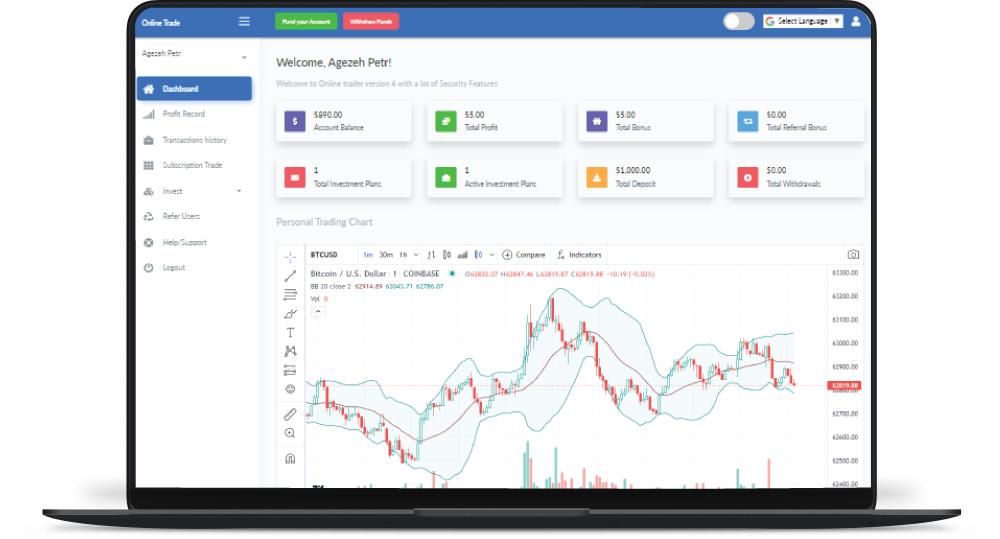 Online Trade
Fund your Account
Withdraw Funds
Select Language
Agezeh Petr
Dashboard
Profit Record
Transactions history
Subscription Trade
Invest
Refer Users
Help/Support
Logout
Welcome, Agezeh Petr!
Welcome to Online trader version 4 with a lot of Security Features
$890.00
Account Balance
$5.00
Total Profit
$5.00
Total Bonus
$0.00
Total Referral Bonus
1
Total Investment Plans
1
Active Investment Plans
$1,000.00
Total Deposit
$0.00
Total Withdrawals
Personal Trading Chart
BTCUSD 1m 30m 1h Compare Indicators
Bitcoin / U.S. Dollar · 1 · COINBASE O62830.07 H62847.46 L62819.87 C62819.88 −10.19 (−0.02%)
BB 20 close 2 62914.89 63043.71 62786.07
Vol 0
63300.00
63200.00
63100.00
63000.00
62900.00
62819.88
62800.00
62700.00
62600.00
62500.00
62400.00